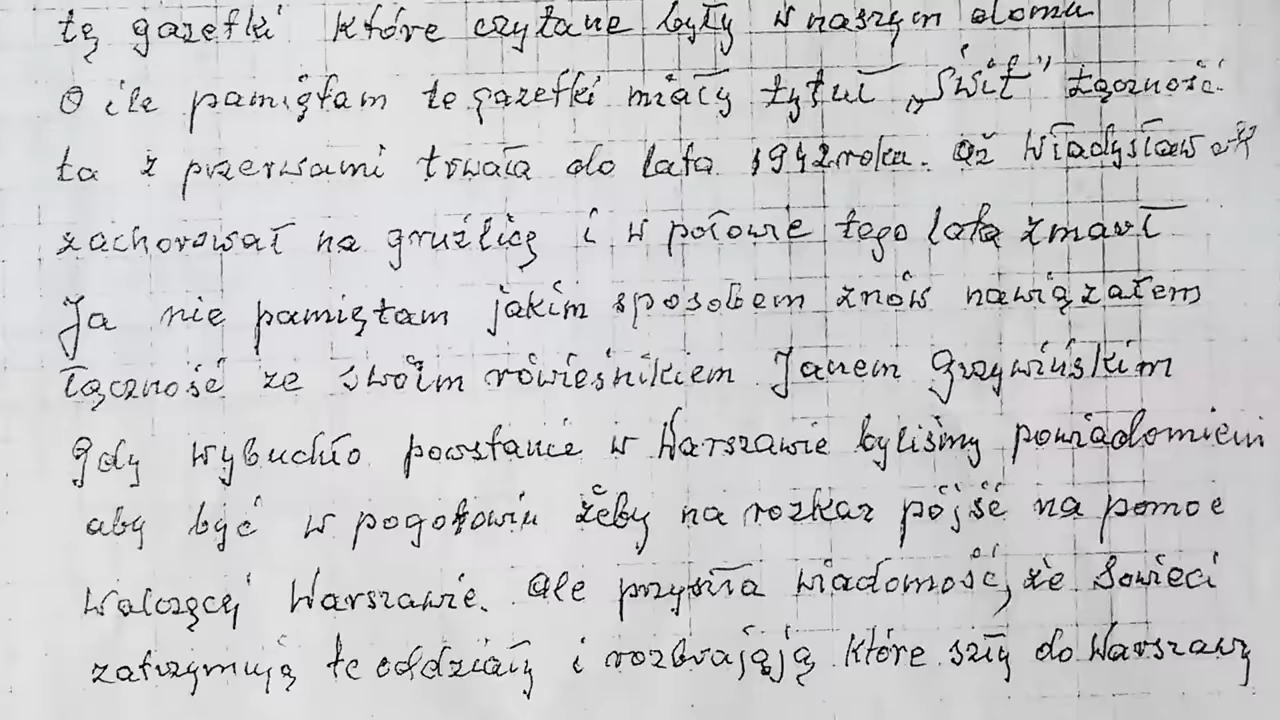 tę gazetki które czytane były w naszym domu
O ile pamiętam te gazetki miały tytuł „Świt" łączność.
ta z przerwami trwała do lata 1942 roku. aż Władysław
zachorował na gruźlicę i w połowie tego lata zmarł
Ja nie pamiętam jakim sposobem znów nawiązałem
łączność ze swoim rówieśnikiem Janem Grzywińskim
gdy wybuchło powstanie w Warszawie byliśmy powiadomieni
aby być w pogotowiu żeby na rozkaz pójść na pomoc
Walczącej Warszawie. Ale przyszła wiadomość, że Sowieci
zatrzymują te oddziały i rozbrajają które szły do Warszawy